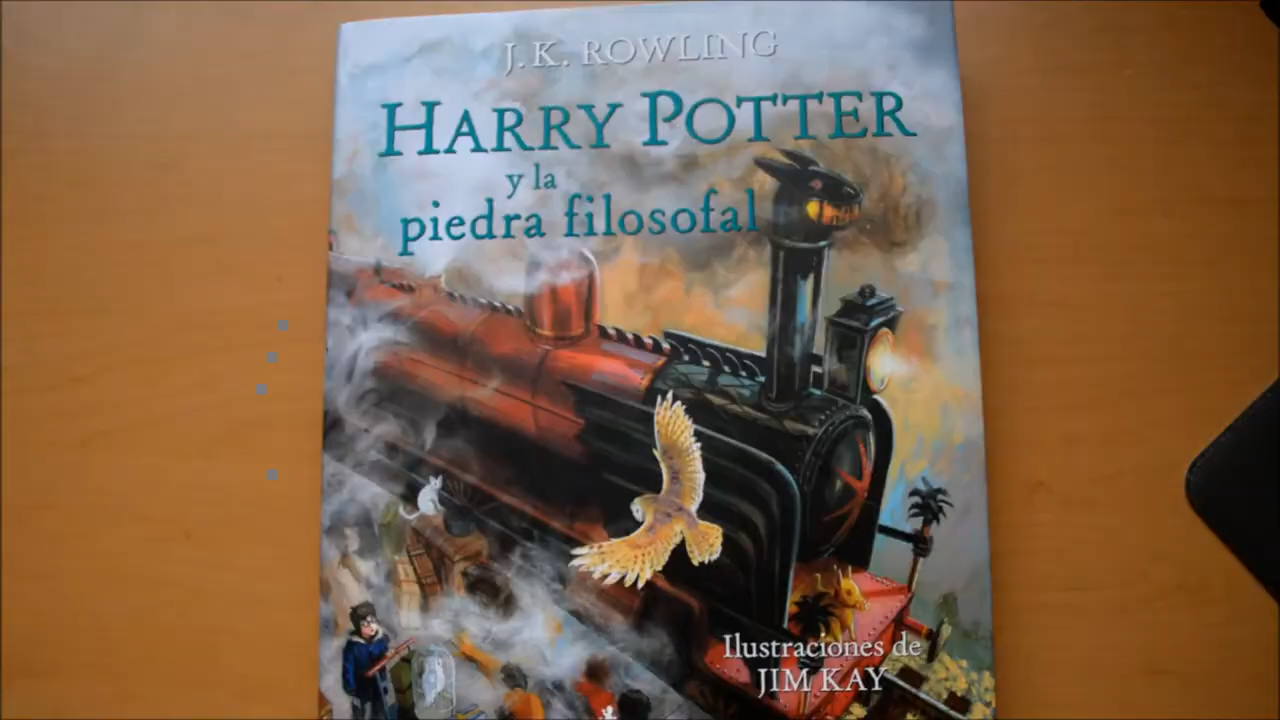 J. K. ROWLING
HARRY POTTER
y la
piedra filosofal
Ilustraciones de
JIM KAY